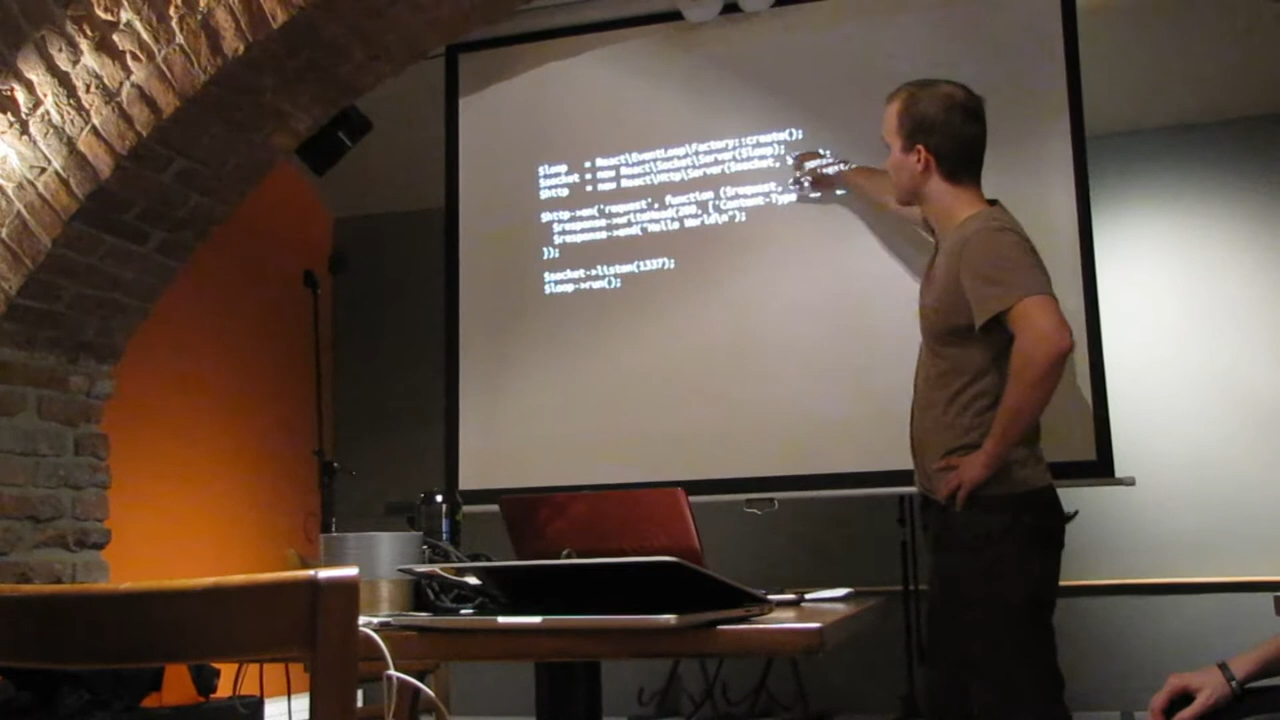 $loop = React\EventLoop\Factory::create();
$socket = new React\Socket\Server($loop);
$http = new React\Http\Server($socket,
$http->on('request', function ($request,
$response->writeHead(200, ['Content-Type
$response->end("Hello World\n");
});
$socket->listen(1337);
$loop->run();